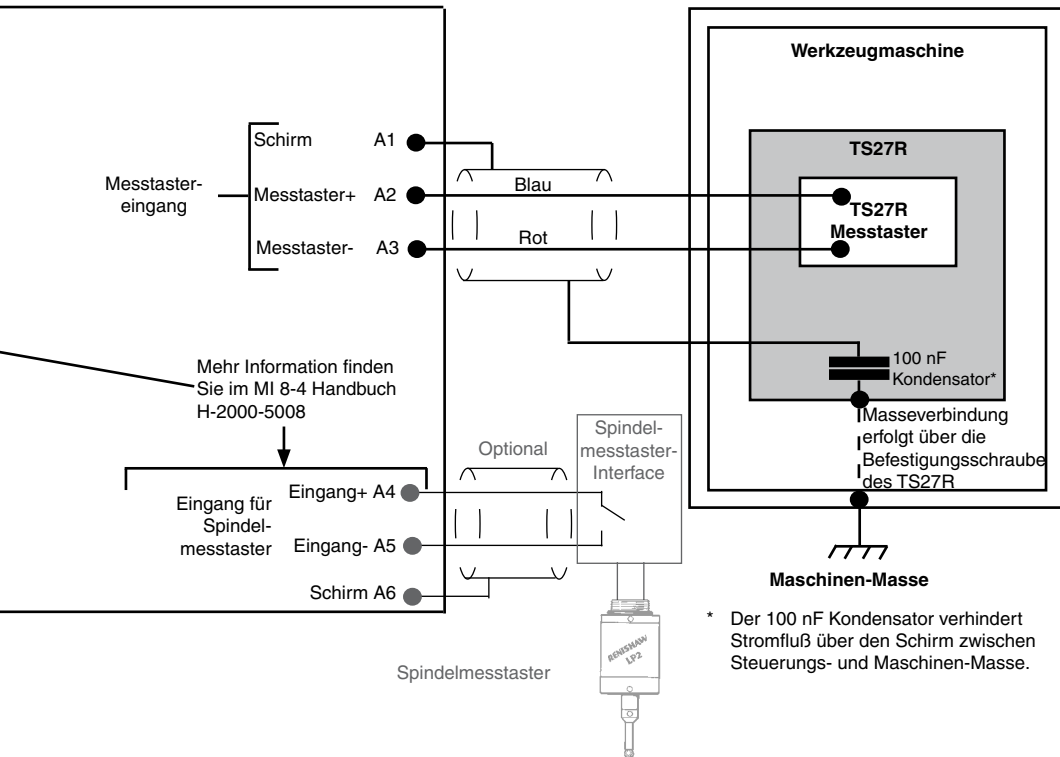 Werkzeugmaschine
TS27R
TS27R
Messtaster
Schirm A1
Messtaster-
eingang
Messtaster+ A2
Messtaster- A3
Blau
Rot
100 nF
Kondensator*
Masseverbindung
erfolgt über die
Befestigungsschraube
des TS27R
Maschinen-Masse
Mehr Information finden
Sie im MI 8-4 Handbuch
H-2000-5008
Eingang für
Spindel-
messtaster
Eingang+ A4
Eingang- A5
Schirm A6
Optional
Spindel-
messtaster-
Interface
RENISHAW
LP2
Spindelmesstaster
* Der 100 nF Kondensator verhindert
Stromfluß über den Schirm zwischen
Steuerungs- und Maschinen-Masse.